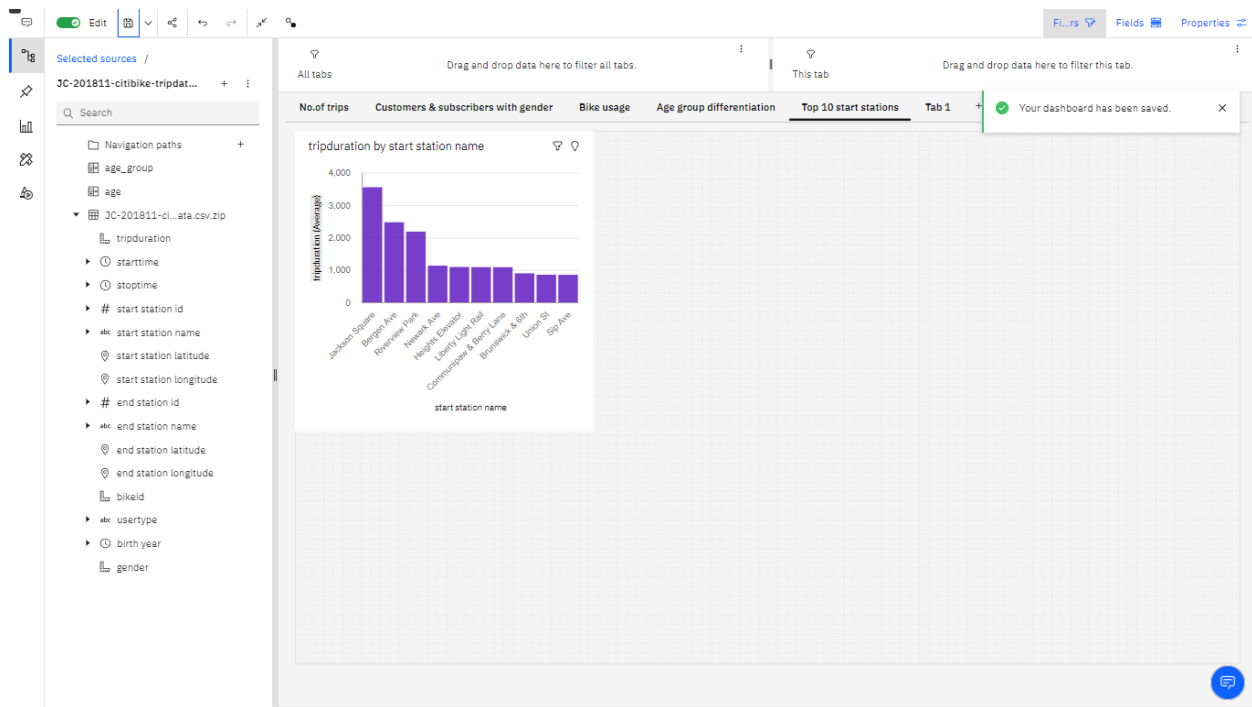 Edit
Fi...rs
Fields
Properties
Selected sources /
JC-201811-citibike-tripdat...
Search
Navigation paths
age_group
age
JC-201811-ci...ata.csv.zip
tripduration
starttime
stoptime
# start station id
abc start station name
start station latitude
start station longitude
# end station id
abc end station name
end station latitude
end station longitude
bikeid
abc usertype
birth year
gender
All tabs
Drag and drop data here to filter all tabs.
This tab
Drag and drop data here to filter this tab.
No.of trips
Customers & subscribers with gender
Bike usage
Age group differentiation
Top 10 start stations
Tab 1
Your dashboard has been saved.
tripduration by start station name
tripduration (Average)
4,000
3,000
2,000
1,000
0
Jackson Square
Bergen Ave
Riverview Park
Newark Ave
Heights Elevator
Liberty Light Rail
Communipaw & Berry Lane
Brunswick & 6th
Union St
Sip Ave
start station name